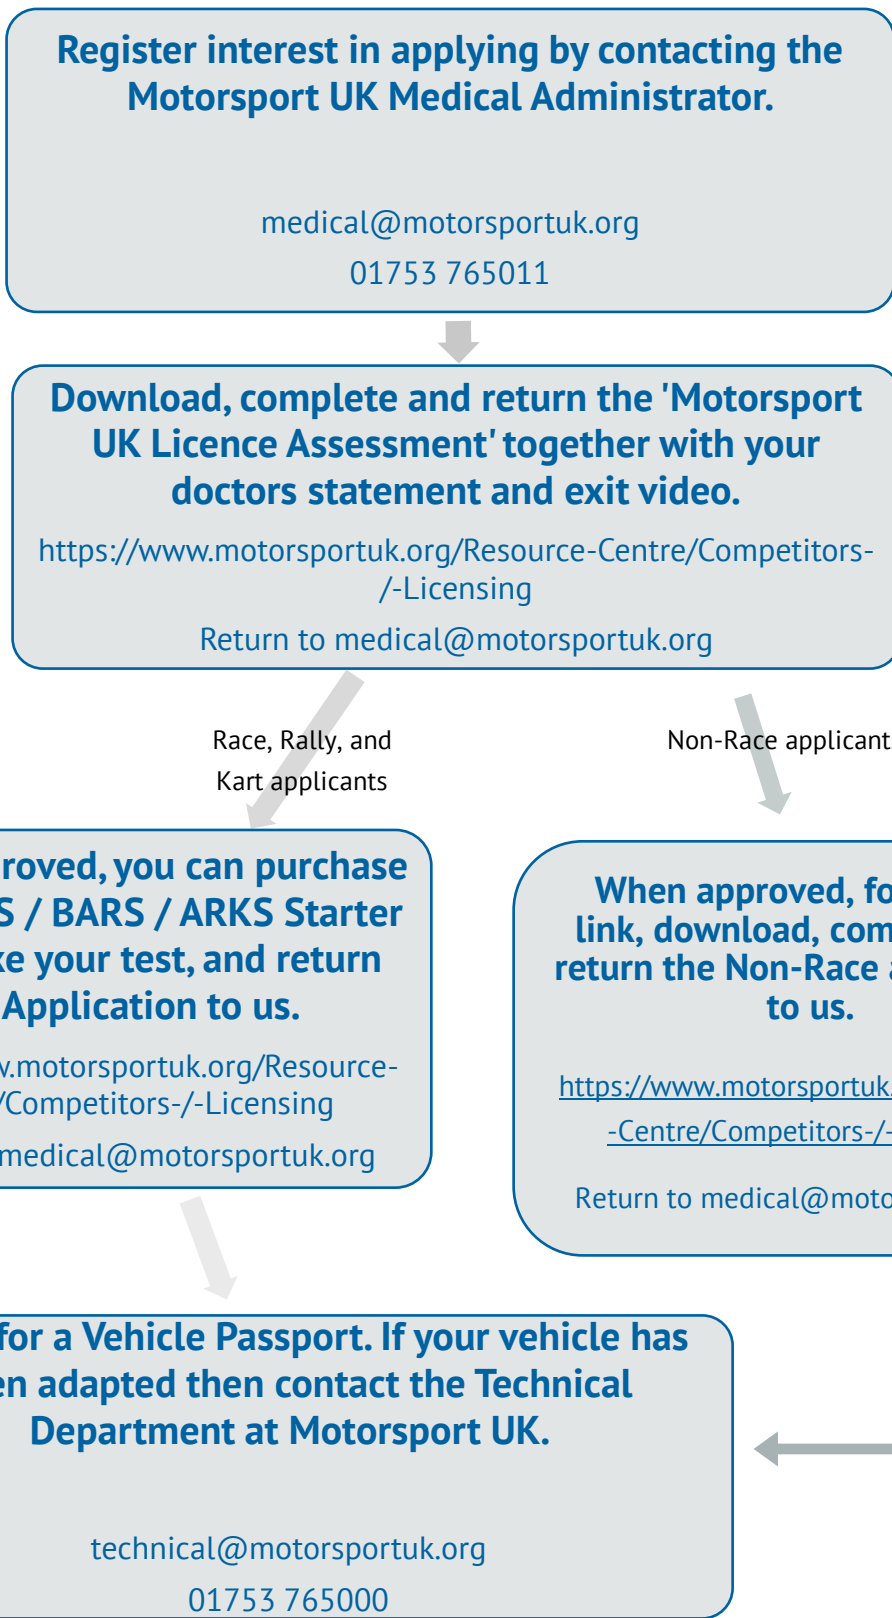 Register interest in applying by contacting the
Motorsport UK Medical Administrator.
medical@motorsportuk.org
01753 765011
Download, complete and return the 'Motorsport
UK Licence Assessment' together with your
doctors statement and exit video.
https://www.motorsportuk.org/Resource-Centre/Competitors-
/-Licensing
Return to medical@motorsportuk.org
Race, Rally, and
Kart applicants
Non-Race applicants
roved, you can purchase
S / BARS / ARKS Starter
ke your test, and return
Application to us.
w.motorsportuk.org/Resource-
/Competitors-/-Licensing
medical@motorsportuk.org
When approved, fo
link, download, com
return the Non-Race a
to us.
https://www.motorsportuk.
-Centre/Competitors-/-
Return to medical@moto
for a Vehicle Passport. If your vehicle has
en adapted then contact the Technical
Department at Motorsport UK.
technical@motorsportuk.org
01753 765000